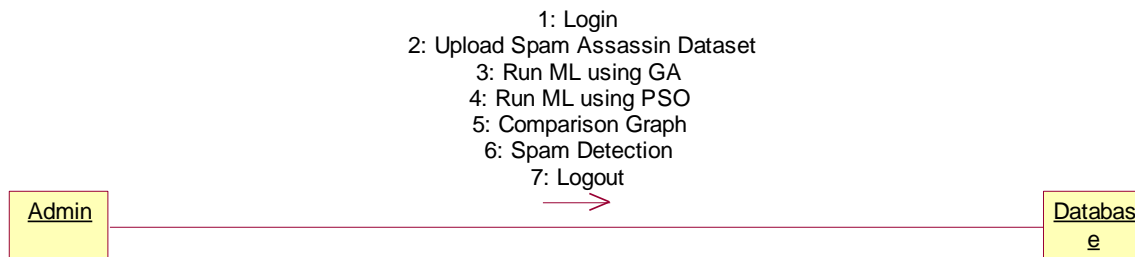 1: Login
2: Upload Spam Assassin Dataset
3: Run ML using GA
4: Run ML using PSO
5: Comparison Graph
6: Spam Detection
7: Logout
Admin
Databas
e